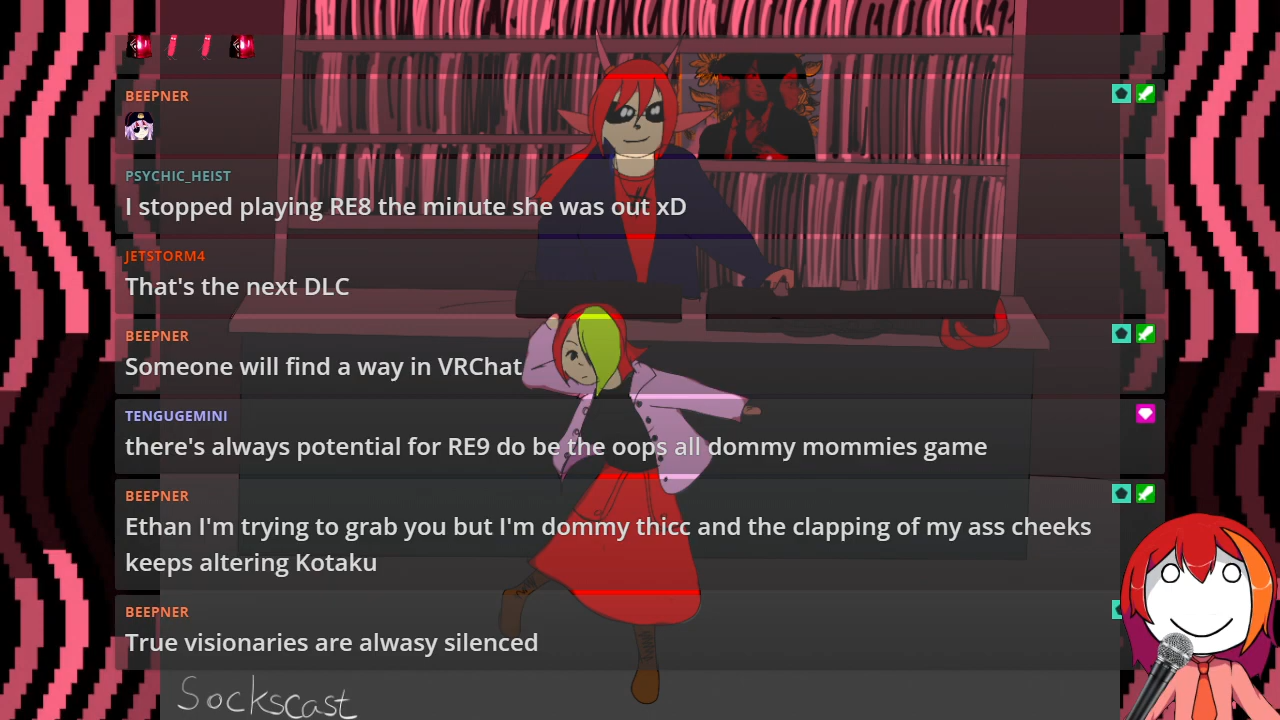 BEEPNER
PSYCHIC_HEIST
I stopped playing RE8 the minute she was out xD
JETSTORM4
That's the next DLC
BEEPNER
Someone will find a way in VRChat
TENGUGEMINI
there's always potential for RE9 do be the oops all dommy mommies game
BEEPNER
Ethan I'm trying to grab you but I'm dommy thicc and the clapping of my ass cheeks
keeps altering Kotaku
BEEPNER
True visionaries are alwasy silenced
Sockscast